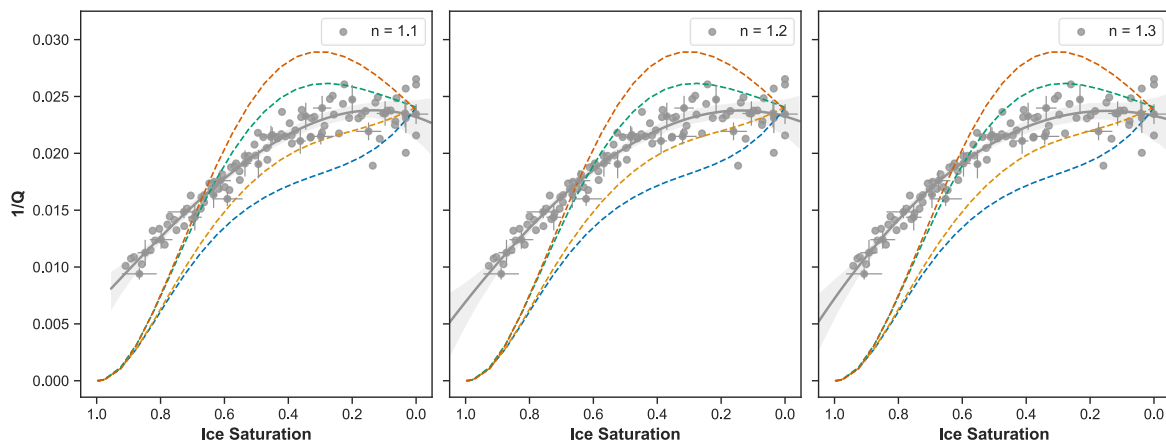 n = 1.1
n = 1.2
n = 1.3
1/Q
0.030
0.025
0.020
0.015
0.010
0.005
0.000
1.0 0.8 0.6 0.4 0.2 0.0
1.0 0.8 0.6 0.4 0.2 0.0
1.0 0.8 0.6 0.4 0.2 0.0
Ice Saturation
Ice Saturation
Ice Saturation